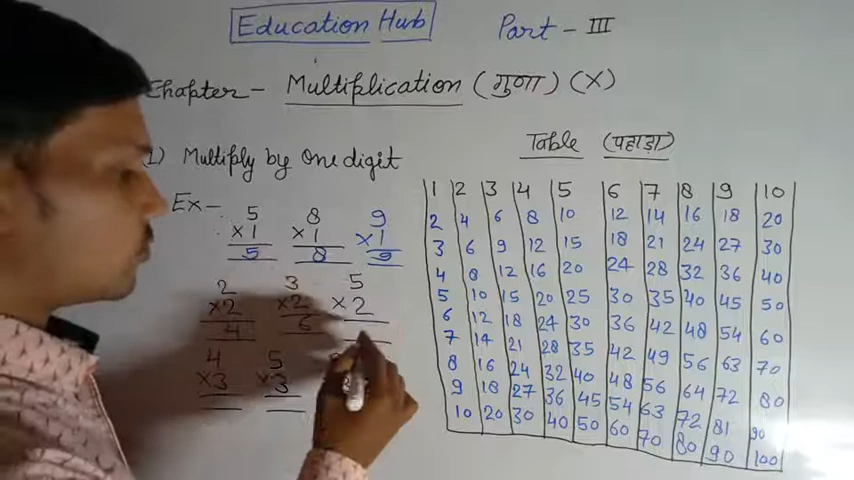 Education Hub
Part - III
Chapter - Multiplication (गुणा) (×)
1) Multiply by One digit
Table (पहाड़ा)
Ex -
5 8 9
×1 ×1 ×1
5 8 9
2 3 5
×2 ×2 ×2
4 6
4 5
×3 ×3
1 2 3 4 5 6 7 8 9 10
2 4 6 8 10 12 14 16 18 20
3 6 9 12 15 18 21 24 27 30
4 8 12 16 20 24 28 32 36 40
5 10 15 20 25 30 35 40 45 50
6 12 18 24 30 36 42 48 54 60
7 14 21 28 35 42 49 56 63 70
8 16 24 32 40 48 56 64 72 80
9 18 27 36 45 54 63 72 81 90
10 20 30 40 50 60 70 80 90 100